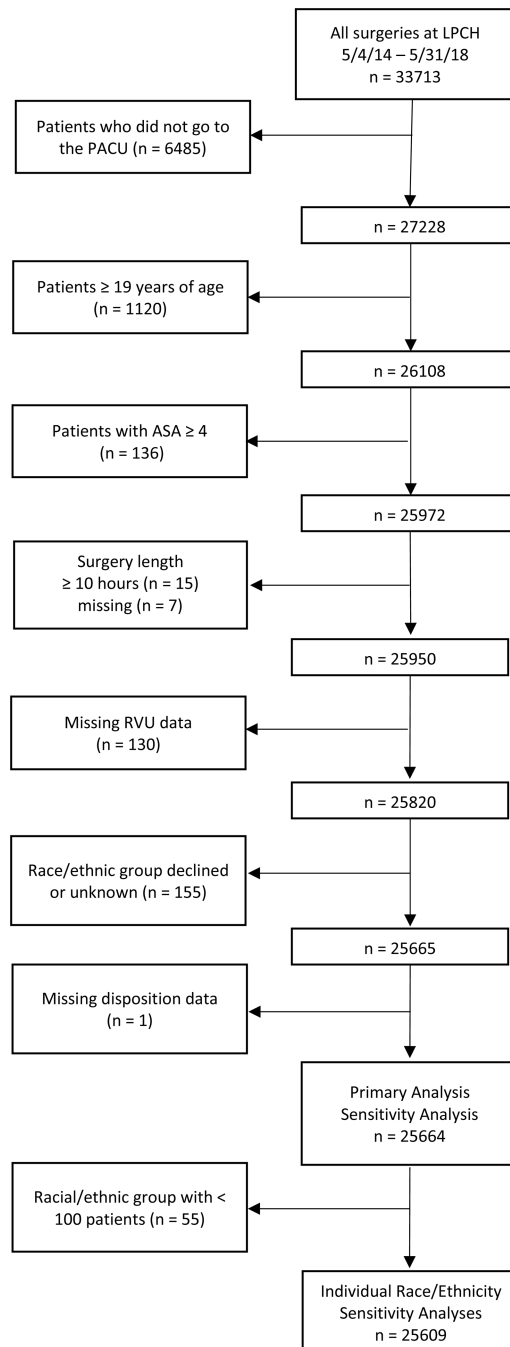 All surgeries at LPCH
5/4/14 – 5/31/18
n = 33713
Patients who did not go to
the PACU (n = 6485)
n = 27228
Patients ≥ 19 years of age
(n = 1120)
n = 26108
Patients with ASA ≥ 4
(n = 136)
n = 25972
Surgery length
≥ 10 hours (n = 15)
missing (n = 7)
n = 25950
Missing RVU data
(n = 130)
n = 25820
Race/ethnic group declined
or unknown (n = 155)
n = 25665
Missing disposition data
(n = 1)
Primary Analysis
Sensitivity Analysis
n = 25664
Racial/ethnic group with <
100 patients (n = 55)
Individual Race/Ethnicity
Sensitivity Analyses
n = 25609